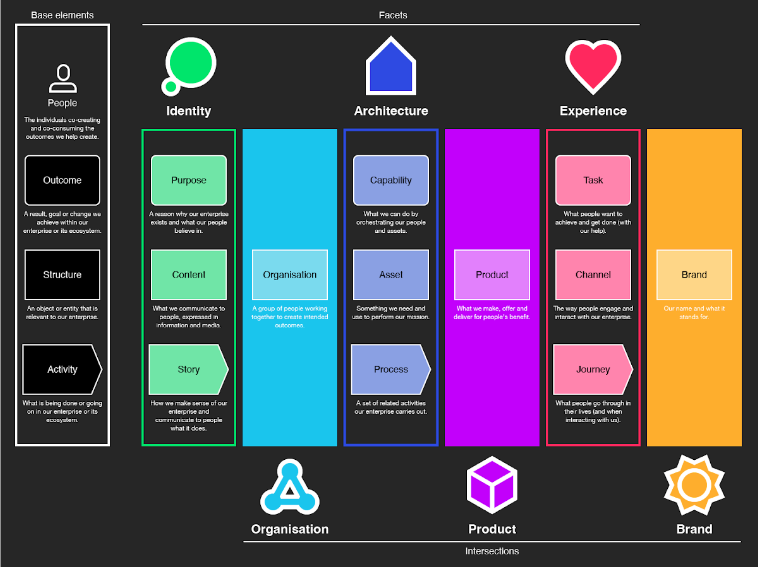 Base elements
Facets
Identity
Architecture
Experience
People
The individuals co-creating
and co-consuming the
outcomes we help create.
Outcome
A result, goal or change we
achieve within our
enterprise or its ecosystem.
Structure
An object or entity that is
relevant to our enterprise.
Activity
What is being done or going
on in our enterprise or its
ecosystem.
Purpose
A reason why our enterprise
exists and what our people
believe in.
Content
What we communicate to
people, expressed in
information and media.
Story
How we make sense of our
enterprise and
communicate to people
what it does.
Organisation
A group of people working
together to create intended
outcomes.
Capability
What we can do by
orchestrating our people
and assets.
Asset
Something we need and
use to perform our mission.
Process
A set of related activities
our enterprise carries out.
Product
What we make, offer and
deliver for people's benefit.
Task
What people want to
achieve and get done (with
our help).
Channel
The way people engage and
interact with our enterprise.
Journey
What people go through in
their lives (and when
interacting with us).
Brand
Our name and what it
stands for.
Organisation
Product
Brand
Intersections